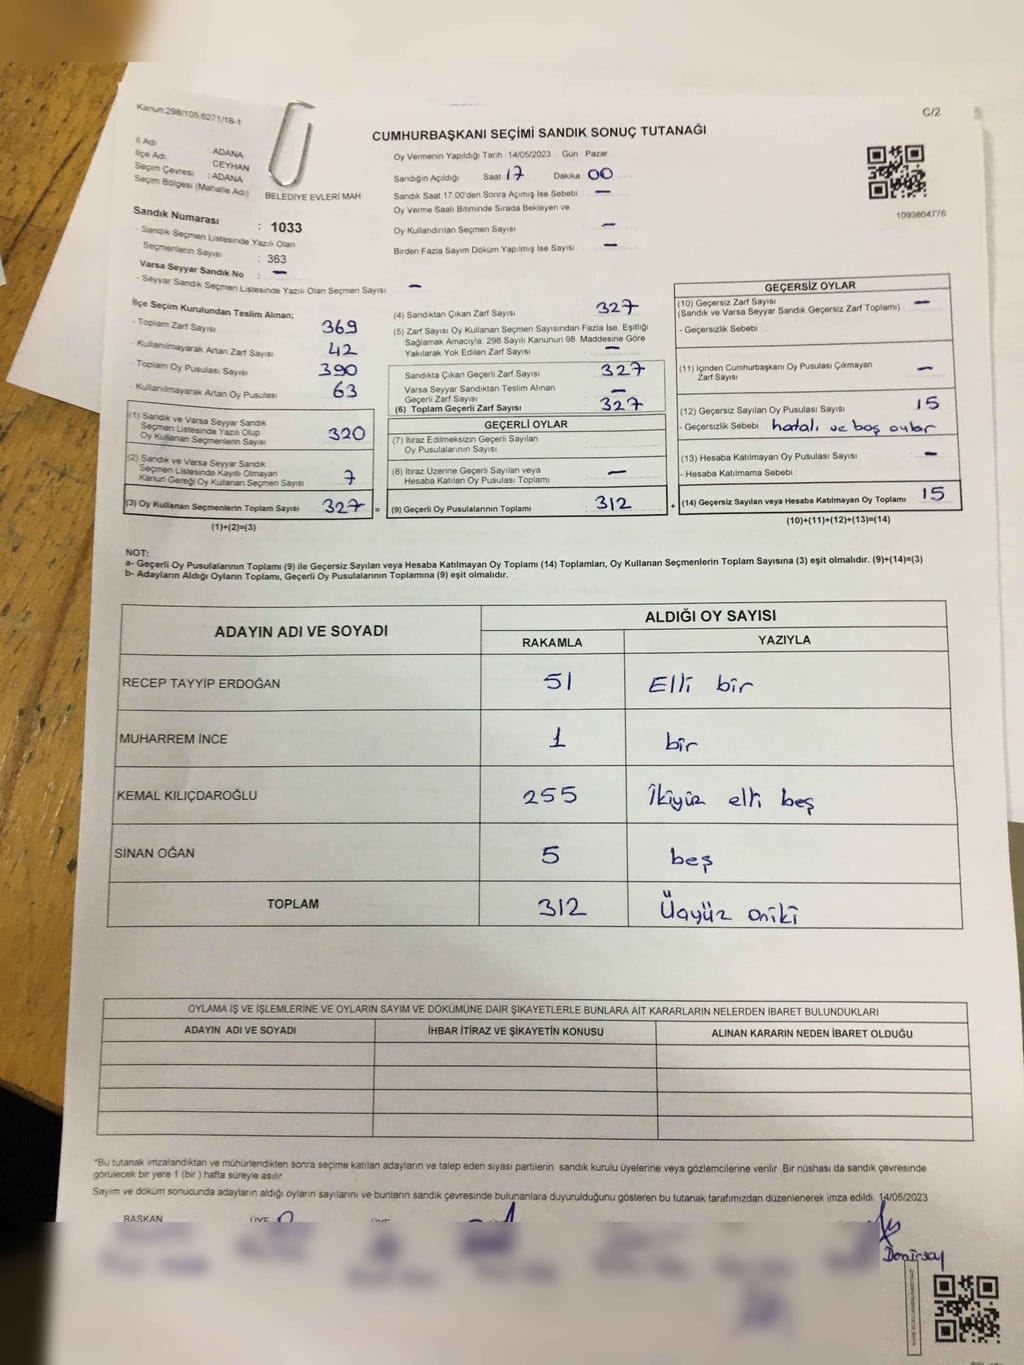 Kanun:298/105,6271/18-1
C/2
CUMHURBAŞKANI SEÇİMİ SANDIK SONUÇ TUTANAĞI
İl Adı ADANA
İlçe Adı CEYHAN
Seçim Çevresi : ADANA
Seçim Bölgesi (Mahalle Adı) BELEDİYE EVLERİ MAH
Sandık Numarası : 1033
- Sandık Seçmen Listesinde Yazılı Olan
Seçmenlerin Sayısı : 363
Varsa Seyyar Sandık No : -
- Seyyar Sandık Seçmen Listesinde Yazılı Olan Seçmen Sayısı: -
Oy Vermenin Yapıldığı Tarih 14/05/2023 Gün Pazar
Sandığın Açıldığı Saat 17 Dakika 00
Sandık Saat 17:00'den Sonra Açımış İse Sebebi -
Oy Verme Saati Bitiminde Sırada Bekleyen ve
Oy Kullandırılan Seçmen Sayısı -
Birden Fazla Sayım Döküm Yapılmış İse Sayısı -
1093804776
İlçe Seçim Kurulundan Teslim Alınan;
- Toplam Zarf Sayısı 369
- Kullanılmayarak Artan Zarf Sayısı 42
- Toplam Oy Pusulası Sayısı 390
- Kullanılmayarak Artan Oy Pusulası 63
(1) Sandık ve Varsa Seyyar Sandık
Seçmen Listesinde Yazılı Olup
Oy Kullanan Seçmenlerin Sayısı 320
(2) Sandık ve Varsa Seyyar Sandık
Seçmen Listesinde Kayıtlı Olmayan
Kanun Gereği Oy Kullanan Seçmen Sayısı 7
(3) Oy Kullanan Seçmenlerin Toplam Sayısı 327 =
(1)+(2)=(3)
(4) Sandıktan Çıkan Zarf Sayısı 327
(5) Zarf Sayısı Oy Kullanan Seçmen Sayısından Fazla İse, Eşitliği
Sağlamak Amacıyla, 298 Sayılı Kanunun 98. Maddesine Göre
Yakılarak Yok Edilen Zarf Sayısı -
Sandıkta Çıkan Geçerli Zarf Sayısı 327
Varsa Seyyar Sandıktan Teslim Alınan
Geçerli Zarf Sayısı -
(6) Toplam Geçerli Zarf Sayısı 327
GEÇERLİ OYLAR
(7) İtiraz Edilmeksizin Geçerli Sayılan
Oy Pusulalarının Sayısı
(8) İtiraz Üzerine Geçerli Sayılan veya
Hesaba Katılan Oy Pusulası Toplamı -
(9) Geçerli Oy Pusulalarının Toplamı 312 +
GEÇERSİZ OYLAR
(10) Geçersiz Zarf Sayısı -
(Sandık ve Varsa Seyyar Sandık Geçersiz Zarf Toplamı)
- Geçersizlik Sebebi
(11) İçinden Cumhurbaşkanı Oy Pusulası Çıkmayan
Zarf Sayısı -
(12) Geçersiz Sayılan Oy Pusulası Sayısı 15
- Geçersizlik Sebebi hatalı ve boş oylar
(13) Hesaba Katılmayan Oy Pusulası Sayısı -
- Hesaba Katılmama Sebebi
(14) Geçersiz Sayılan veya Hesaba Katılmayan Oy Toplamı 15
(10)+(11)+(12)+(13)=(14)
NOT:
a- Geçerli Oy Pusulalarının Toplamı (9) ile Geçersiz Sayılan veya Hesaba Katılmayan Oy Toplamı (14) Toplamları, Oy Kullanan Seçmenlerin Toplam Sayısına (3) eşit olmalıdır. (9)+(14)=(3)
b- Adayların Aldığı Oyların Toplamı, Geçerli Oy Pusulalarının Toplamına (9) eşit olmalıdır.
ADAYIN ADI VE SOYADI ALDIĞI OY SAYISI
RAKAMLA YAZIYLA
RECEP TAYYİP ERDOĞAN 51 Elli bir
MUHARREM İNCE 1 bir
KEMAL KILIÇDAROĞLU 255 İkiyüz elli beş
SİNAN OĞAN 5 beş
TOPLAM 312 Üçyüz oniki
OYLAMA İŞ VE İŞLEMLERİNE VE OYLARIN SAYIM VE DÖKÜMÜNE DAİR ŞİKAYETLERLE BUNLARA AİT KARARLARIN NELERDEN İBARET BULUNDUKLARI
ADAYIN ADI VE SOYADI İHBAR İTİRAZ VE ŞİKAYETİN KONUSU ALINAN KARARIN NEDEN İBARET OLDUĞU
*Bu tutanak imzalandıktan ve mühürlendikten sonra seçime katılan adayların ve talep eden siyasi partilerin sandık kurulu üyelerine veya gözlemcilerine verilir. Bir nüshası da sandık çevresinde
görülecek bir yere 1 (bir) hafta süreyle asılır
Sayım ve döküm sonucunda adayların aldığı oyların sayılarını ve bunların sandık çevresinde bulunanlara duyurulduğunu gösteren bu tutanak tarafımızdan düzenlenerek imza edildi. 14/05/2023
BAŞKAN ÜYE